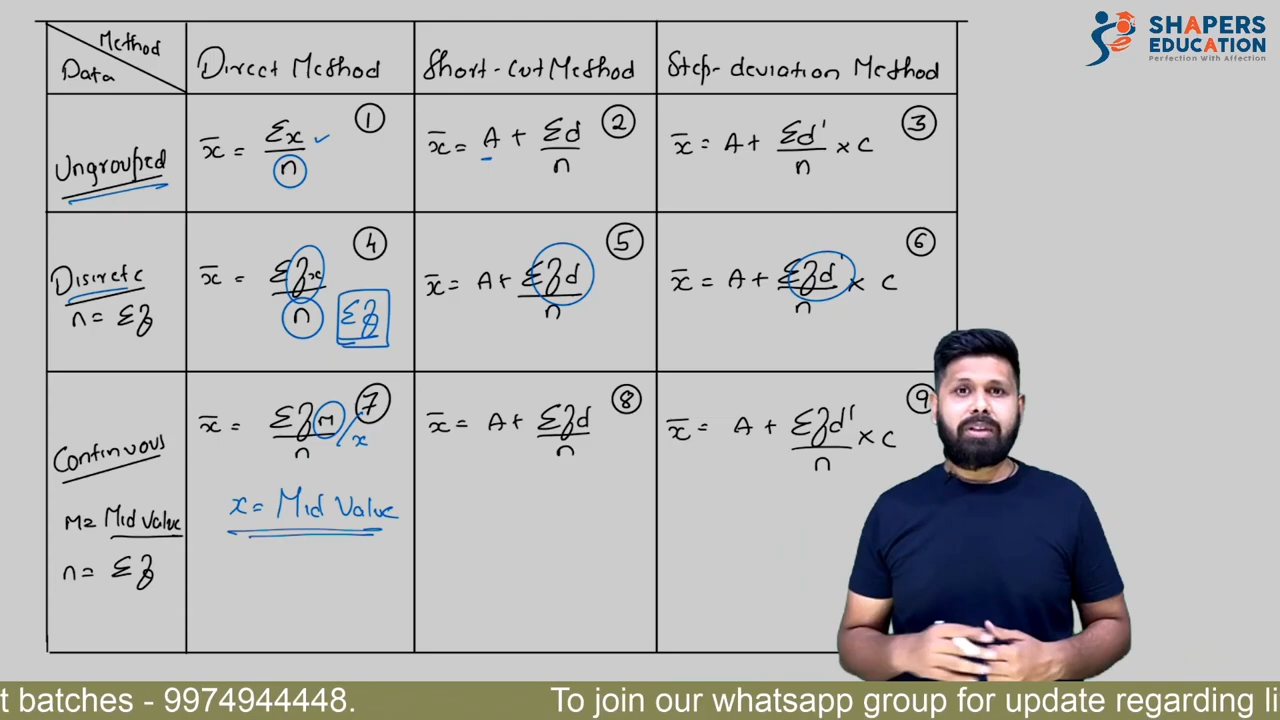 SHAPERS
EDUCATION
Perfection With Affection
Method
Data
Direct Method
Short-cut Method
Step-deviation Method
Ungrouped
x̄ = Σx / n ①
x̄ = A + Σd / n ②
x̄ = A + Σd' / n × c ③
Discrete
n = Σf
x̄ = Σfx / n ④
Σf
x̄ = A + Σfd / n ⑤
x̄ = A + Σfd' / n × c ⑥
Continuous
M = Mid Value
n = Σf
x̄ = Σfm / n ⑦
/ x
x = Mid Value
x̄ = A + Σfd / n ⑧
x̄ = A + Σfd' / n × c ⑨
t batches - 9974944448. To join our whatsapp group for update regarding li